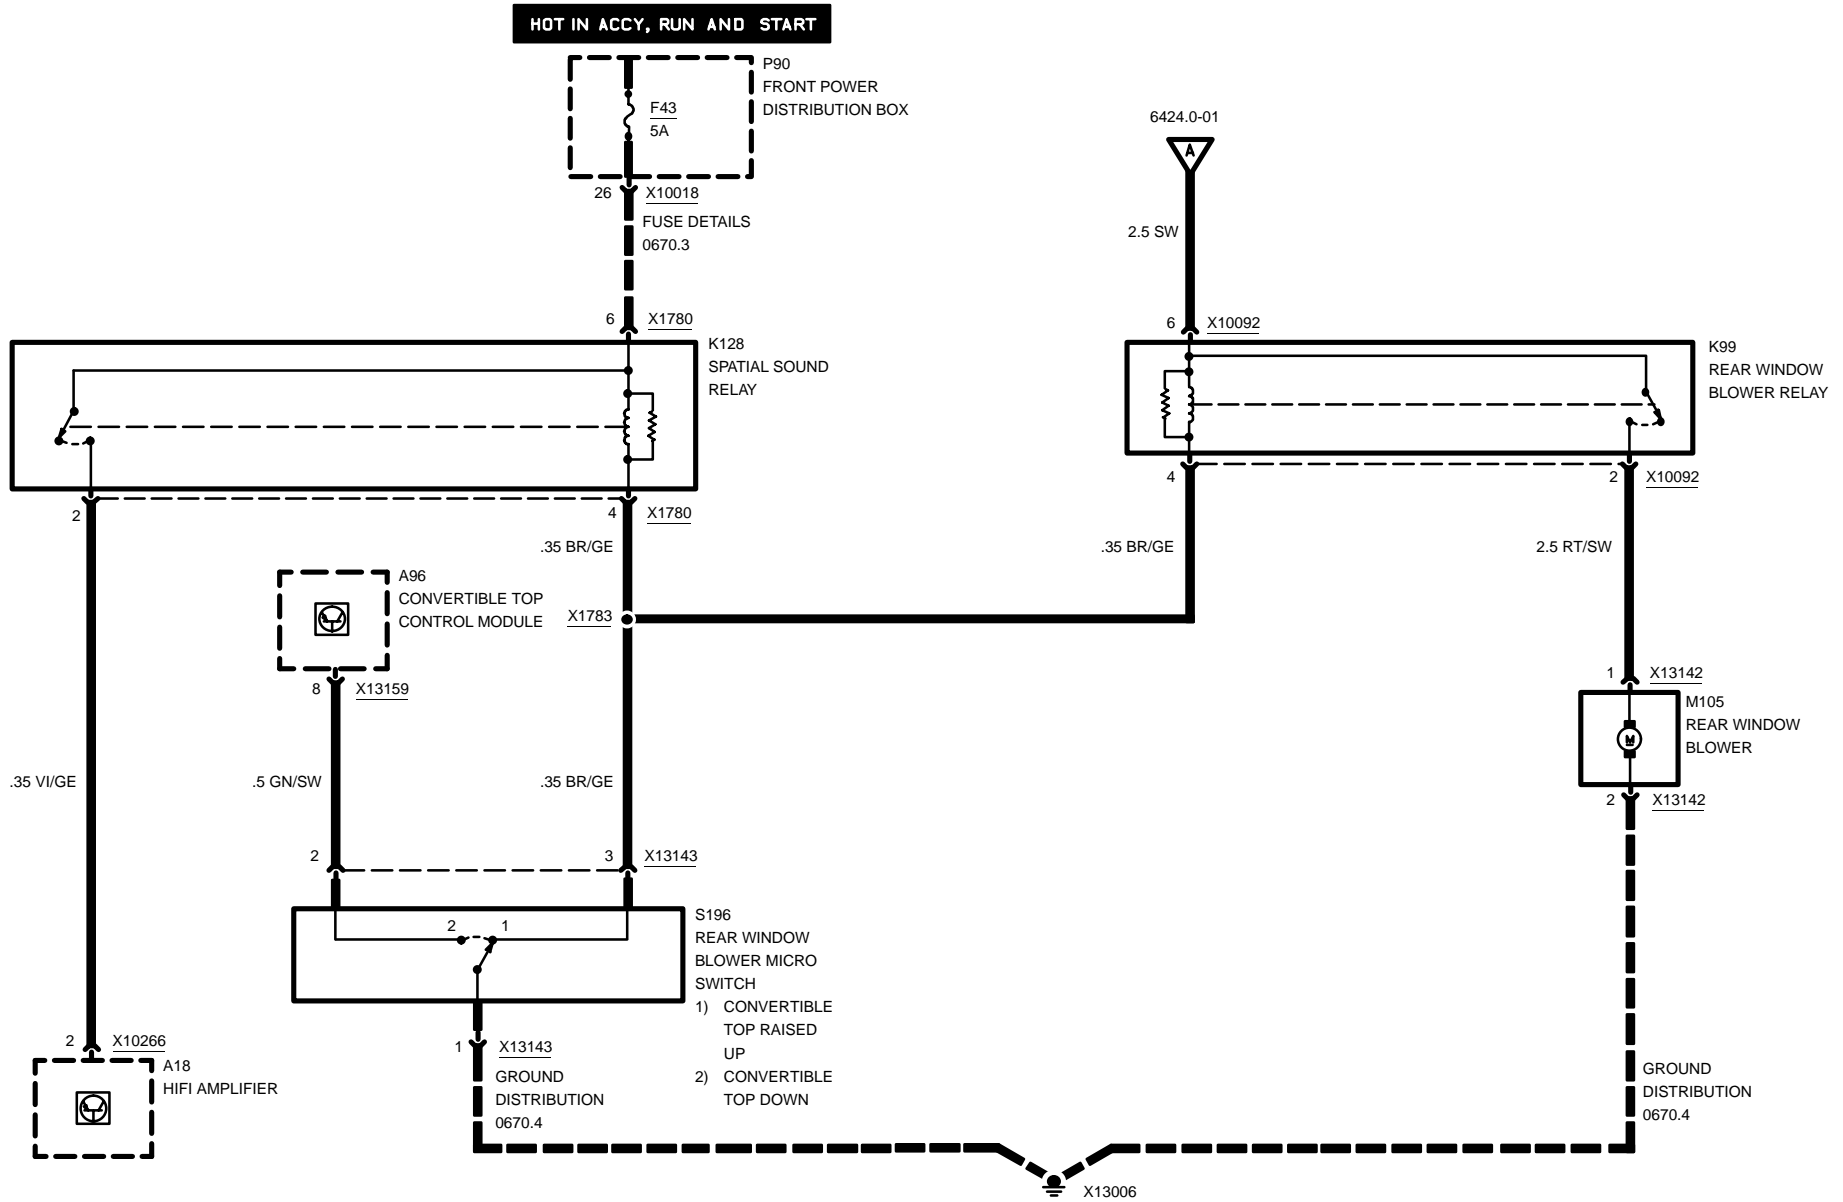 HOT IN ACCY, RUN AND START
P90
FRONT POWER
DISTRIBUTION BOX
F43
5A
26
X10018
FUSE DETAILS
0670.3
6424.0-01
A
2.5 SW
6
X1780
6
X10092
K128
SPATIAL SOUND
RELAY
K99
REAR WINDOW
BLOWER RELAY
2
4
X1780
4
2
X10092
.35 BR/GE
.35 BR/GE
2.5 RT/SW
A96
CONVERTIBLE TOP
CONTROL MODULE
X1783
8
X13159
1
X13142
M105
REAR WINDOW
BLOWER
M
2
X13142
.35 VI/GE
.5 GN/SW
.35 BR/GE
2
3
X13143
2
1
S196
REAR WINDOW
BLOWER MICRO
SWITCH
1) CONVERTIBLE
TOP RAISED
UP
2) CONVERTIBLE
TOP DOWN
2
X10266
A18
HIFI AMPLIFIER
1
X13143
GROUND
DISTRIBUTION
0670.4
GROUND
DISTRIBUTION
0670.4
X13006